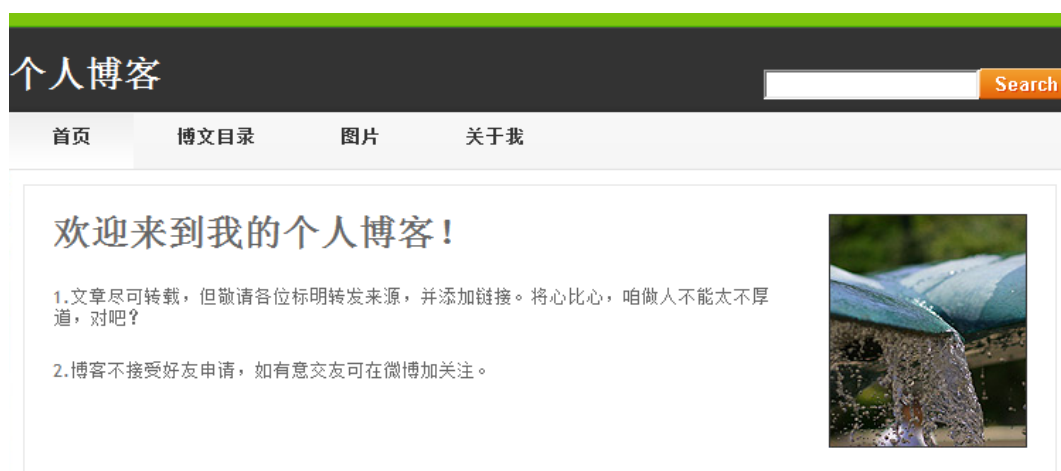 个人博客
Search
首页 博文目录 图片 关于我
欢迎来到我的个人博客！
1.文章尽可转载，但敬请各位标明转发来源，并添加链接。将心比心，咱做人不能太不厚
道，对吧？
2.博客不接受好友申请，如有意交友可在微博加关注。